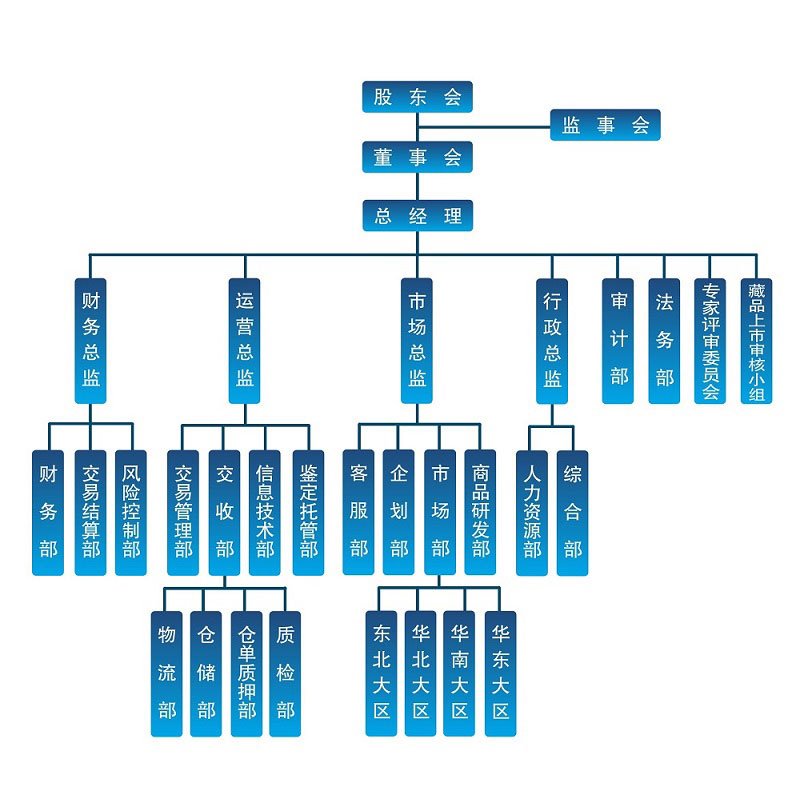 股东会
监事会
董事会
总经理
财务总监
运营总监
市场总监
行政总监
审计部
法务部
专家评审委员会
藏品上市审核小组
财务部
交易结算部
风险控制部
交易管理部
交收部
信息技术部
鉴定托管部
客服部
企划部
市场部
商品研发部
人力资源部
综合部
物流部
仓储部
仓单质押部
质检部
东北大区
华北大区
华南大区
华东大区